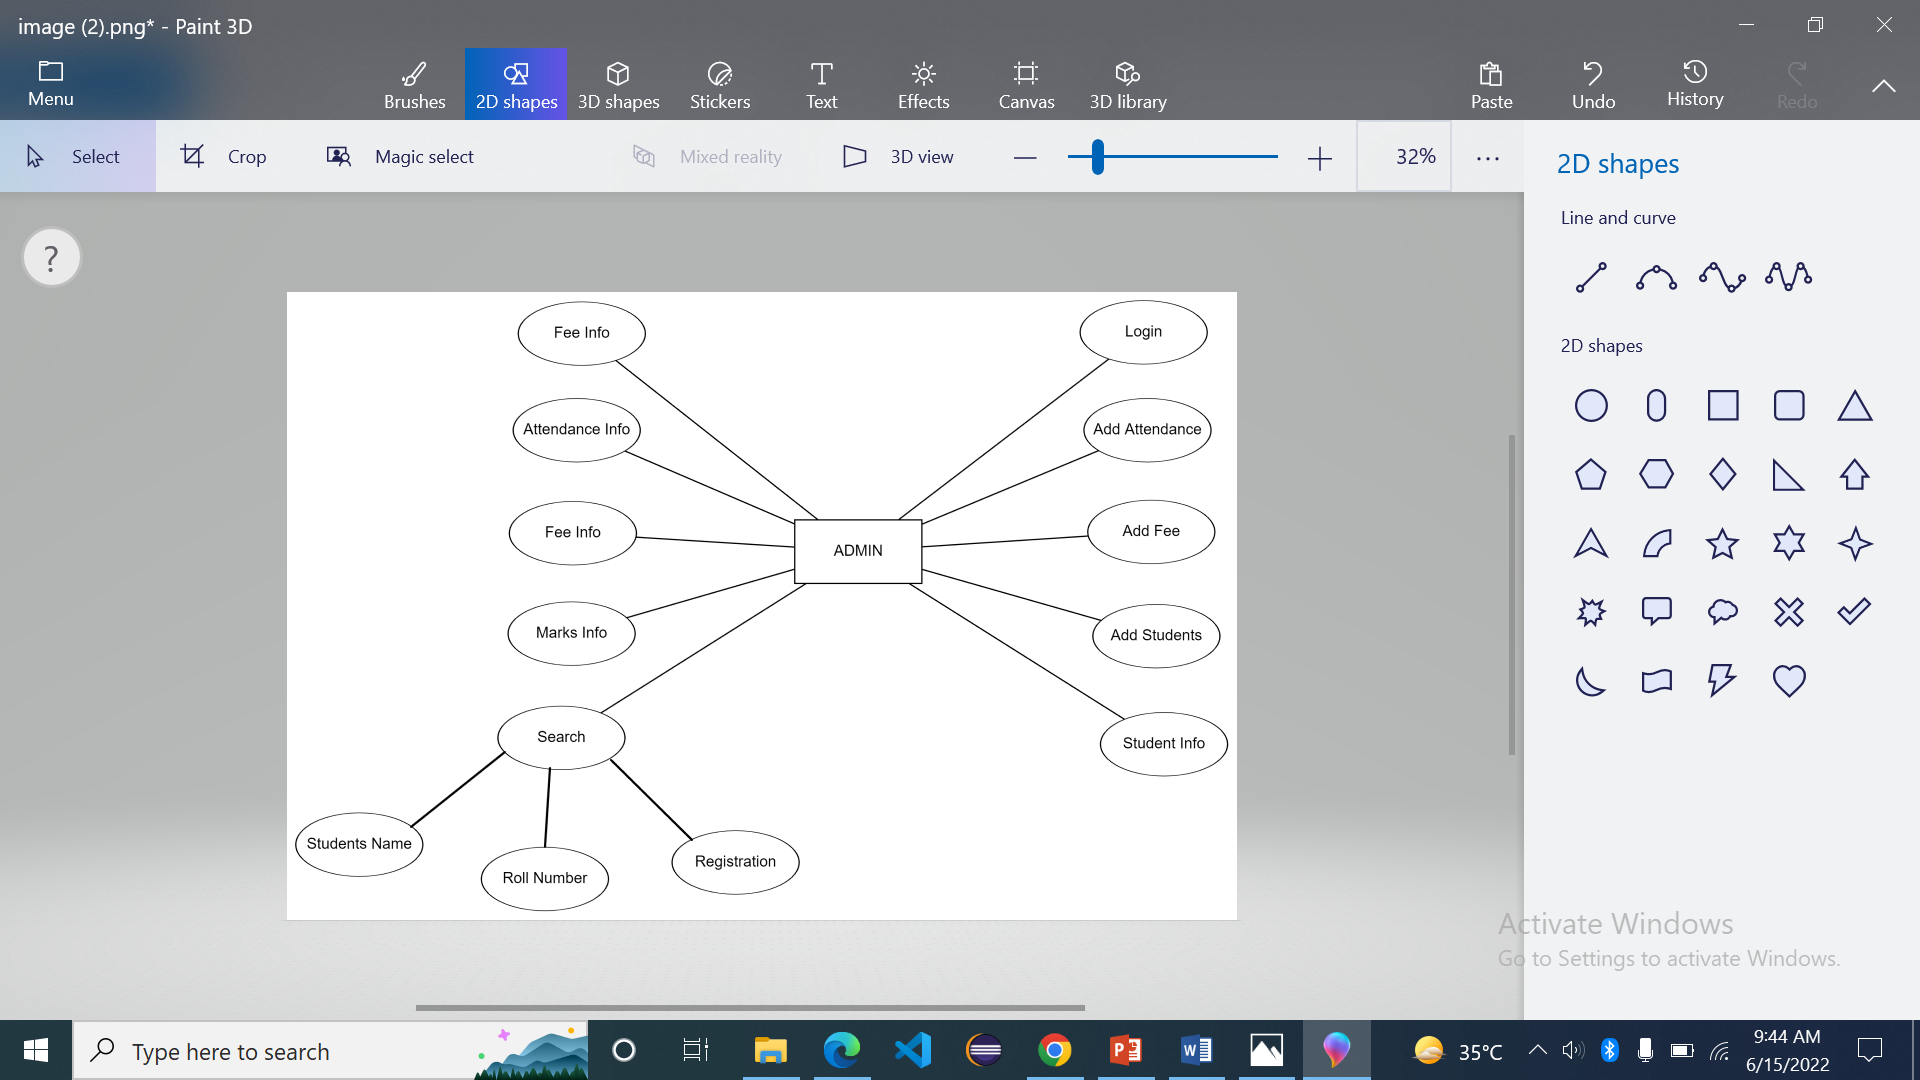 image (2).png* - Paint 3D
Menu
Brushes
2D shapes
3D shapes
Stickers
Text
Effects
Canvas
3D library
Paste
Undo
History
Redo
Select
Crop
Magic select
Mixed reality
3D view
32%
2D shapes
Line and curve
2D shapes
?
Fee Info
Login
Attendance Info
Add Attendance
Fee Info
Add Fee
ADMIN
Marks Info
Add Students
Search
Student Info
Students Name
Roll Number
Registration
Activate Windows
Go to Settings to activate Windows.
Type here to search
35°C
9:44 AM
6/15/2022